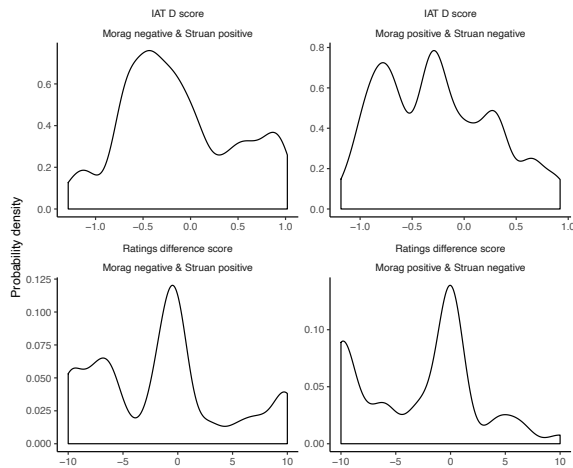 IAT D score
Morag negative & Struan positive
0.6
0.4
0.2
0.0
−1.0 −0.5 0.0 0.5 1.0
IAT D score
Morag positive & Struan negative
0.8
0.6
0.4
0.2
0.0
−1.0 −0.5 0.0 0.5 1.0
Probability density
Ratings difference score
Morag negative & Struan positive
0.125
0.100
0.075
0.050
0.025
0.000
−10 −5 0 5 10
Ratings difference score
Morag positive & Struan negative
0.10
0.05
0.00
−10 −5 0 5 10